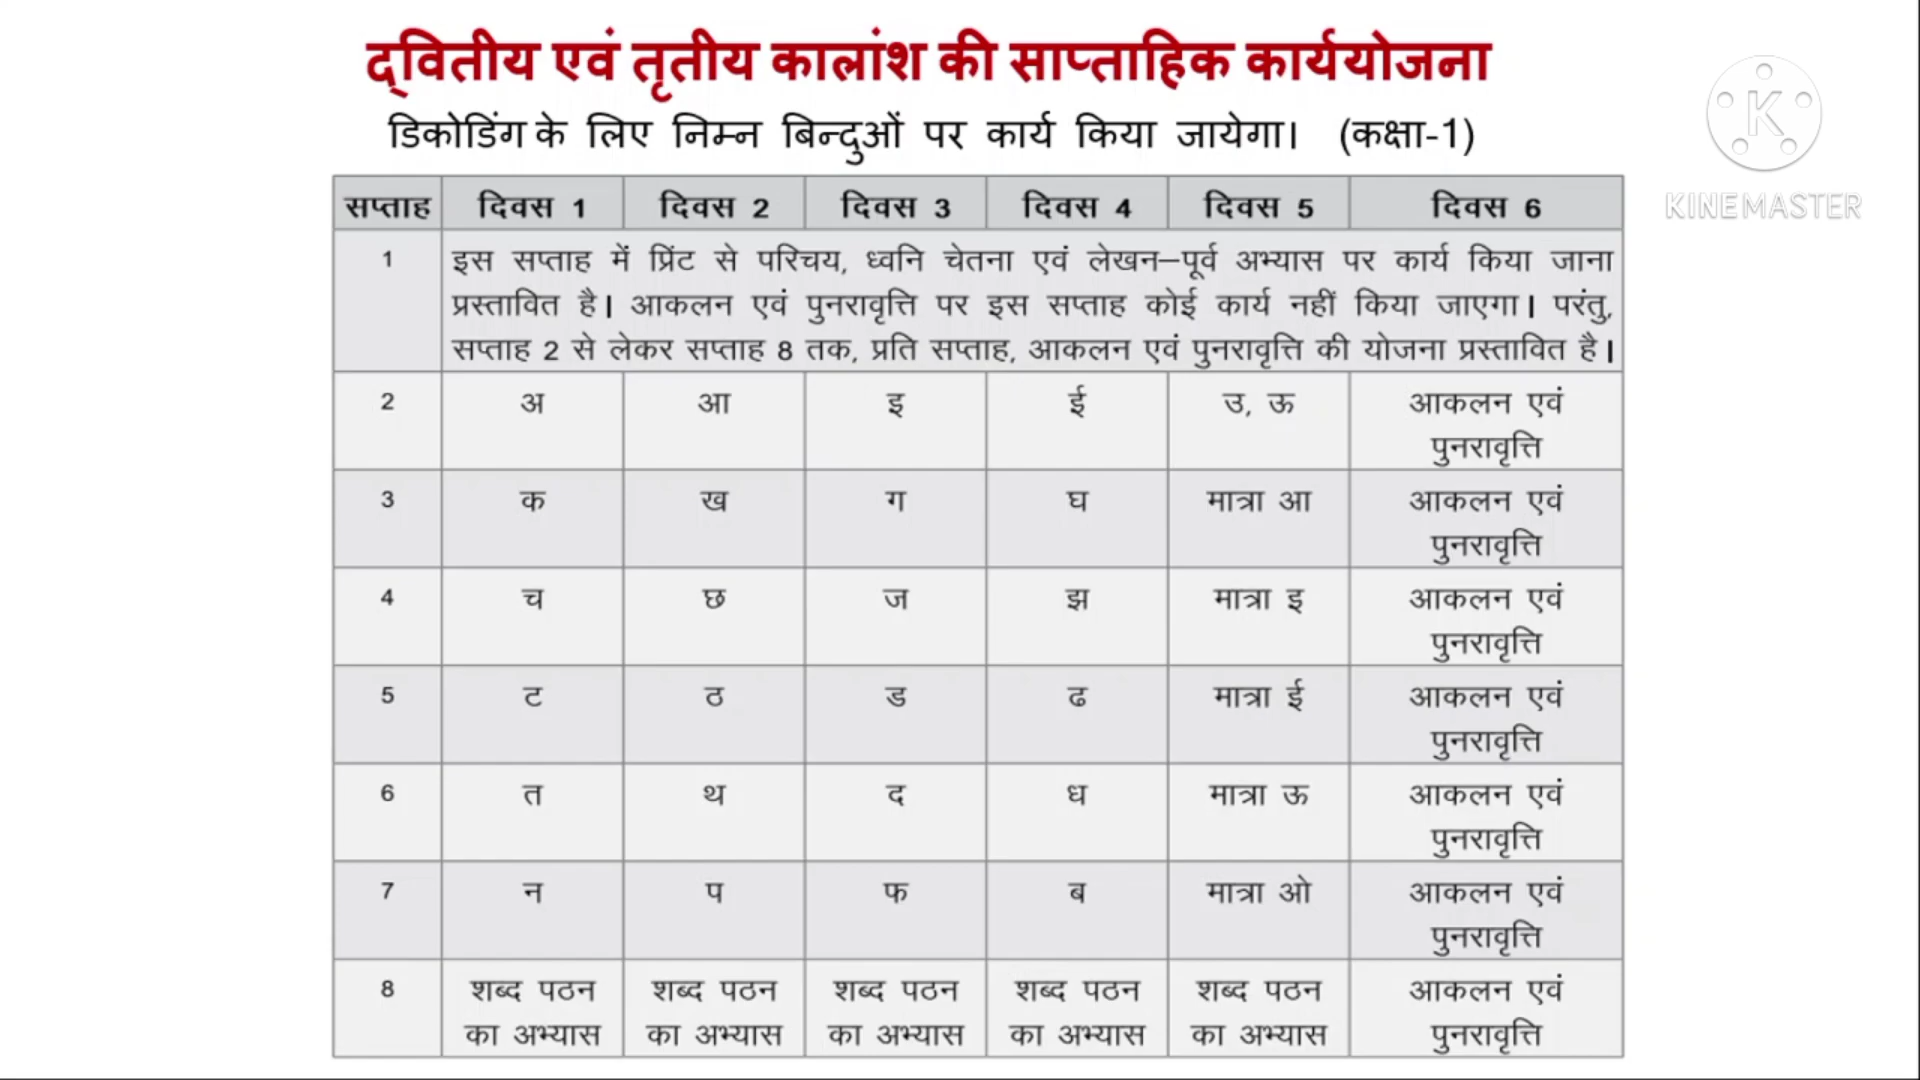 द्वितीय एवं तृतीय कालांश की साप्ताहिक कार्ययोजना
डिकोडिंग के लिए निम्न बिन्दुओं पर कार्य किया जायेगा। (कक्षा-1)
K
KINEMASTER
सप्ताह दिवस 1 दिवस 2 दिवस 3 दिवस 4 दिवस 5 दिवस 6
1 इस सप्ताह में प्रिंट से परिचय, ध्वनि चेतना एवं लेखन–पूर्व अभ्यास पर कार्य किया जाना
प्रस्तावित है। आकलन एवं पुनरावृत्ति पर इस सप्ताह कोई कार्य नहीं किया जाएगा। परंतु,
सप्ताह 2 से लेकर सप्ताह 8 तक, प्रति सप्ताह, आकलन एवं पुनरावृत्ति की योजना प्रस्तावित है।
2 अ आ इ ई उ, ऊ आकलन एवं
पुनरावृत्ति
3 क ख ग घ मात्रा आ आकलन एवं
पुनरावृत्ति
4 च छ ज झ मात्रा इ आकलन एवं
पुनरावृत्ति
5 ट ठ ड ढ मात्रा ई आकलन एवं
पुनरावृत्ति
6 त थ द ध मात्रा ऊ आकलन एवं
पुनरावृत्ति
7 न प फ ब मात्रा ओ आकलन एवं
पुनरावृत्ति
8 शब्द पठन शब्द पठन शब्द पठन शब्द पठन शब्द पठन आकलन एवं
का अभ्यास का अभ्यास का अभ्यास का अभ्यास का अभ्यास पुनरावृत्ति